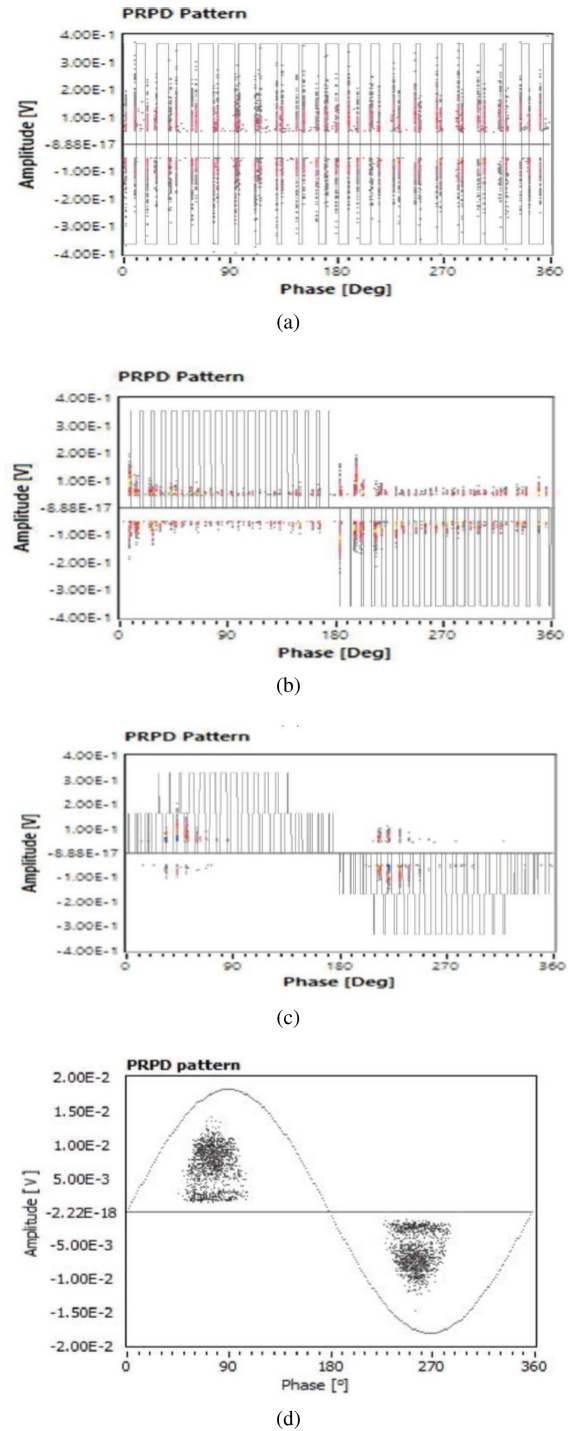 PRPD Pattern
4.00E-1
3.00E-1
2.00E-1
1.00E-1
-8.88E-17
-1.00E-1
-2.00E-1
-3.00E-1
-4.00E-1
Amplitude [V]
0 90 180 270 360
Phase [Deg]
(a)
PRPD Pattern
4.00E-1
3.00E-1
2.00E-1
1.00E-1
-8.88E-17
-1.00E-1
-2.00E-1
-3.00E-1
-4.00E-1
Amplitude [V]
0 90 180 270 360
Phase [Deg]
(b)
PRPD Pattern
4.00E-1
3.00E-1
2.00E-1
1.00E-1
-8.88E-17
-1.00E-1
-2.00E-1
-3.00E-1
-4.00E-1
Amplitude [V]
0 90 180 270 360
Phase [Deg]
(c)
PRPD pattern
2.00E-2
1.50E-2
1.00E-2
5.00E-3
-2.22E-18
-5.00E-3
-1.00E-2
-1.50E-2
-2.00E-2
Amplitude [V]
0 90 180 270 360
Phase [º]
(d)